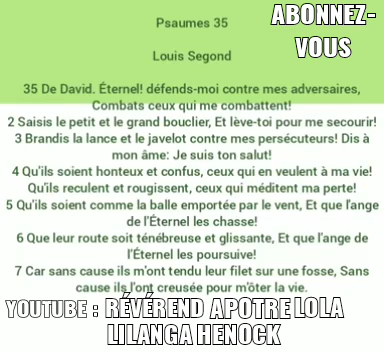 Psaumes 35
ABONNEZ-
VOUS
Louis Segond
35 De David. Éternel! défends-moi contre mes adversaires,
Combats ceux qui me combattent!
2 Saisis le petit et le grand bouclier, Et lève-toi pour me secourir!
3 Brandis la lance et le javelot contre mes persécuteurs! Dis à
mon âme: Je suis ton salut!
4 Qu'ils soient honteux et confus, ceux qui en veulent à ma vie!
Qu'ils reculent et rougissent, ceux qui méditent ma perte!
5 Qu'ils soient comme la balle emportée par le vent, Et que l'ange
de l'Éternel les chasse!
6 Que leur route soit ténébreuse et glissante, Et que l'ange de
l'Éternel les poursuive!
7 Car sans cause ils m'ont tendu leur filet sur une fosse, Sans
cause ils l'ont creusée pour m'ôter la vie.
YOUTUBE : RÉVÉREND APOTRE LOLA
LILANGA HENOCK